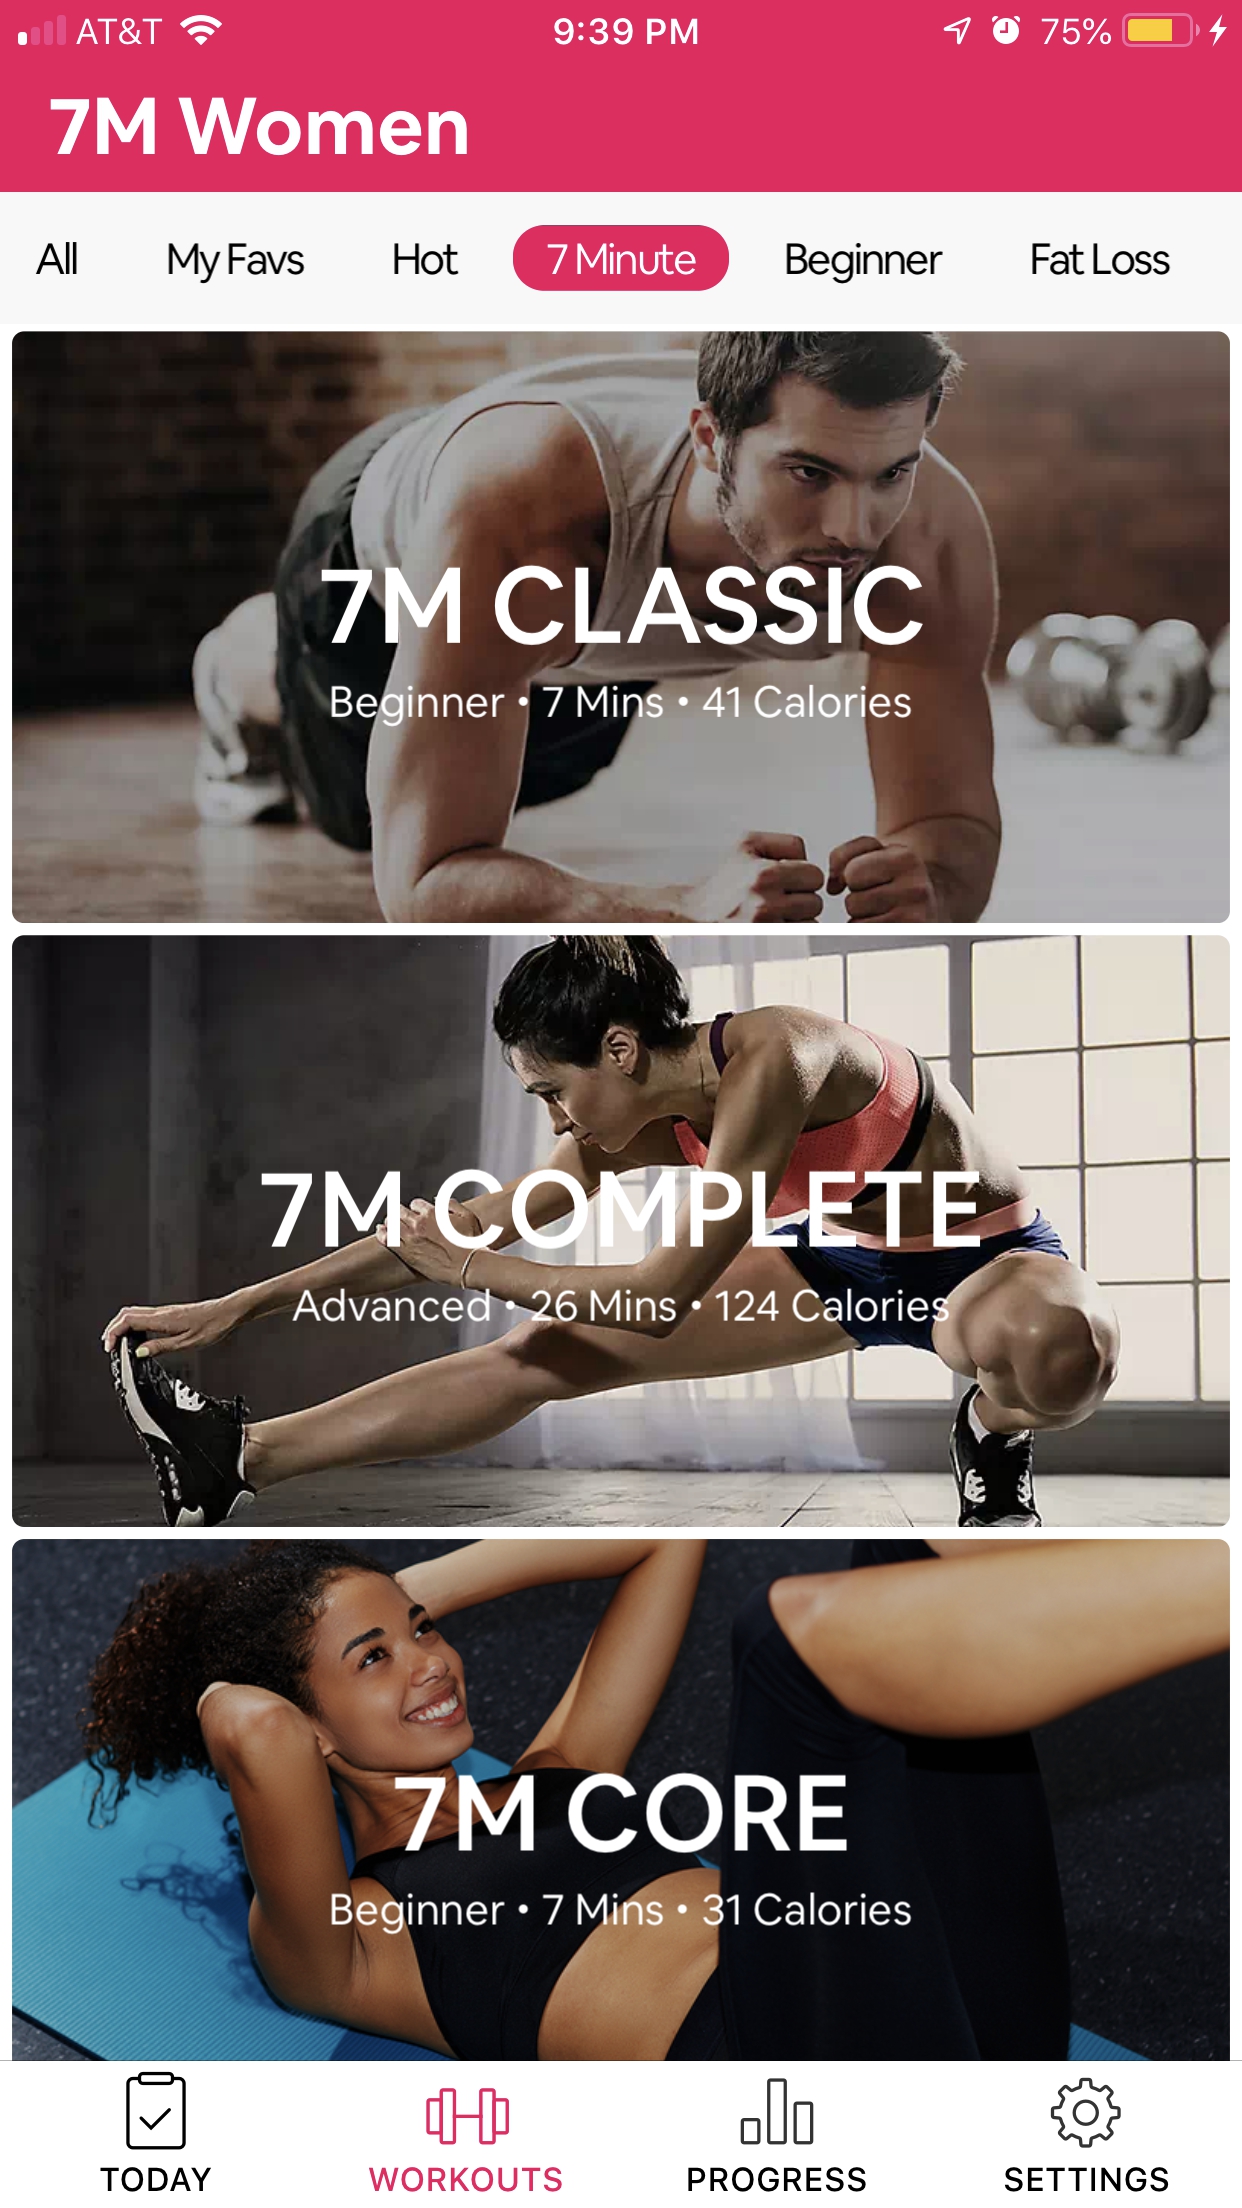 AT&T 9:39 PM 75%
7M Women
All My Favs Hot 7 Minute Beginner Fat Loss
7M CLASSIC
Beginner • 7 Mins • 41 Calories
7M COMPLETE
Advanced • 26 Mins • 124 Calories
7M CORE
Beginner • 7 Mins • 31 Calories
TODAY WORKOUTS PROGRESS SETTINGS